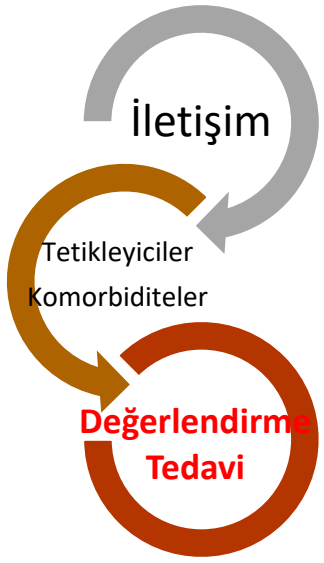 İletişim
Tetikleyiciler
Komorbiditeler
Değerlendirme
Tedavi